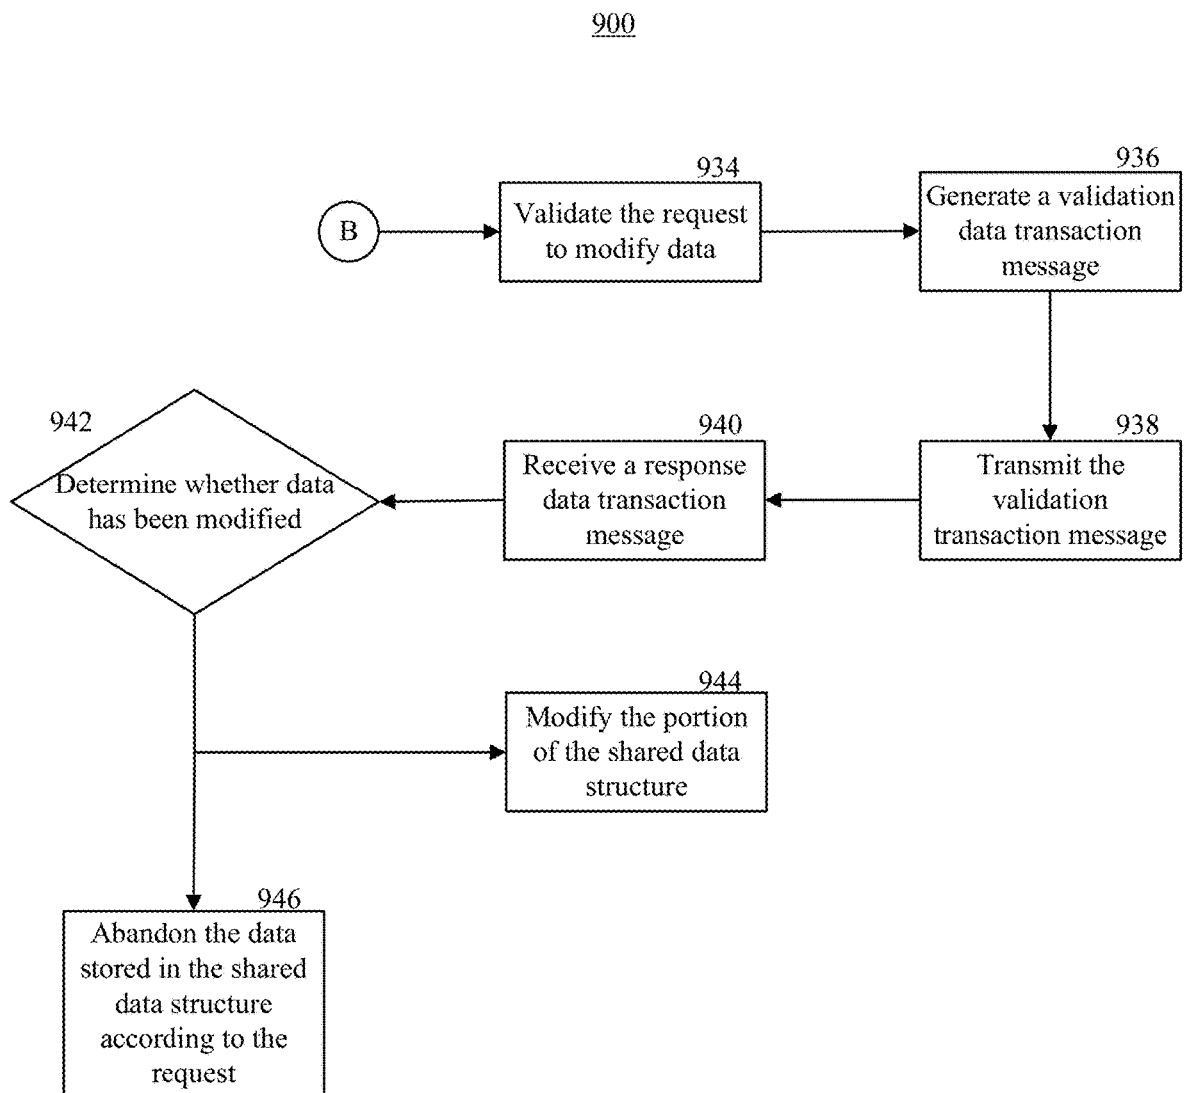 900
B
934
Validate the request
to modify data
936
Generate a validation
data transaction
message
942
Determine whether data
has been modified
940
Receive a response
data transaction
message
938
Transmit the
validation
transaction message
944
Modify the portion
of the shared data
structure
946
Abandon the data
stored in the shared
data structure
according to the
request